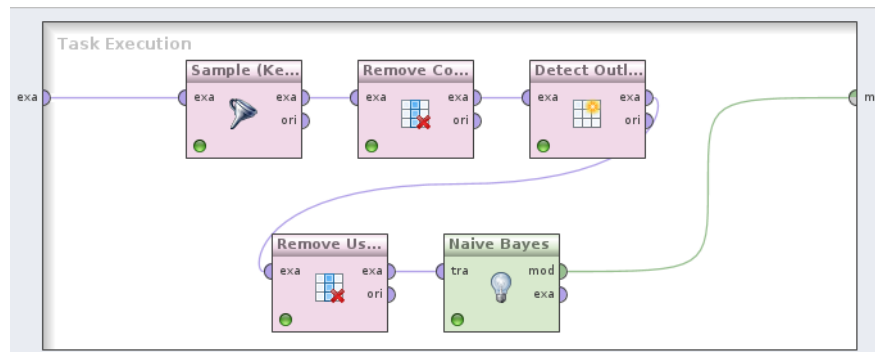 Task Execution
Sample (Ke... Remove Co... Detect Outl...
exa exa exa exa exa exa exa m
ori ori ori
Remove Us... Naive Bayes
exa exa tra mod
ori exa